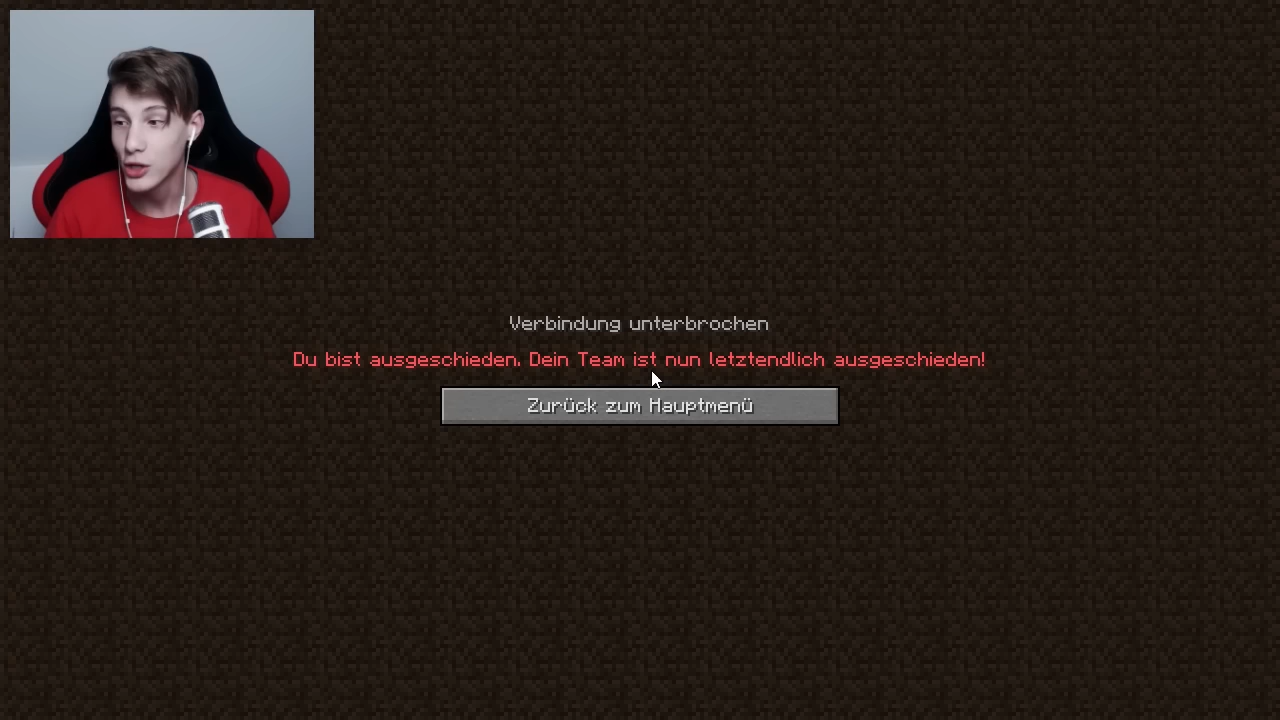 Verbindung unterbrochen
Du bist ausgeschieden. Dein Team ist nun letztendlich ausgeschieden!
Zurück zum Hauptmenü